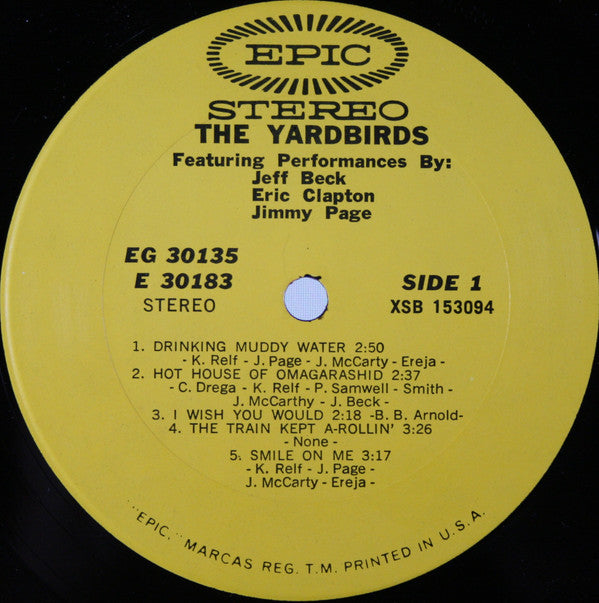 EPIC
STEREO
THE YARDBIRDS
Featuring Performances By:
Jeff Beck
Eric Clapton
Jimmy Page
EG 30135
E 30183
STEREO
SIDE 1
XSB 153094
1. DRINKING MUDDY WATER 2:50
- K. Relf - J. Page - J. McCarty - Ereja -
2. HOT HOUSE OF OMAGARASHID 2:37
- C. Drega - K. Relf - P. Samwell - Smith -
J. McCarthy - J. Beck -
3. I WISH YOU WOULD 2:18 -B. B. Arnold-
4. THE TRAIN KEPT A-ROLLIN' 3:26
- None -
5. SMILE ON ME 3:17
- K. Relf - J. Page -
J. McCarty - Ereja -
"EPIC," MARCAS REG. T.M. PRINTED IN U.S.A.